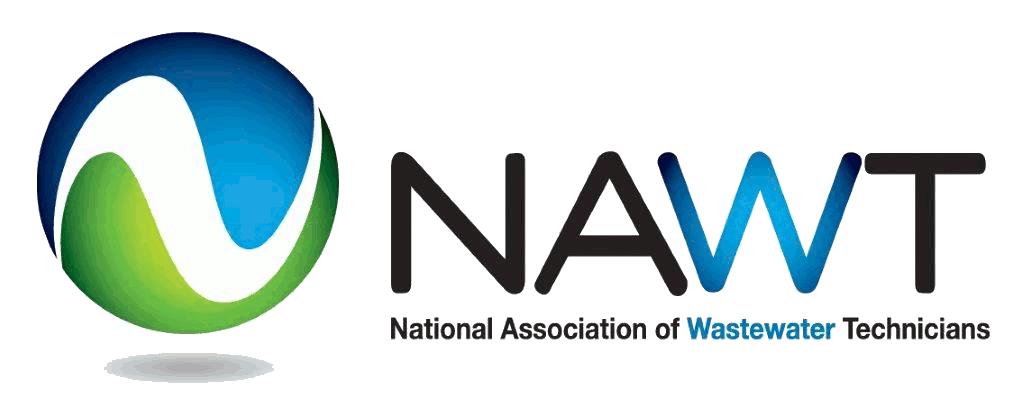 NAWT
National Association of Wastewater Technicians